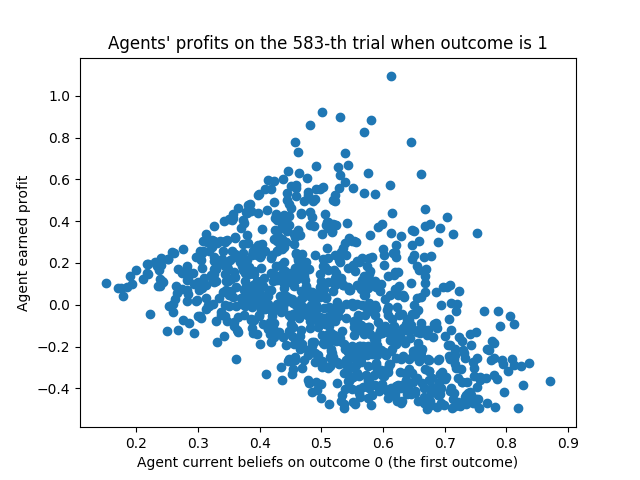 Agents' profits on the 583-th trial when outcome is 1
1.0
0.8
0.6
0.4
0.2
0.0
−0.2
−0.4
Agent earned profit
0.2 0.3 0.4 0.5 0.6 0.7 0.8 0.9
Agent current beliefs on outcome 0 (the first outcome)